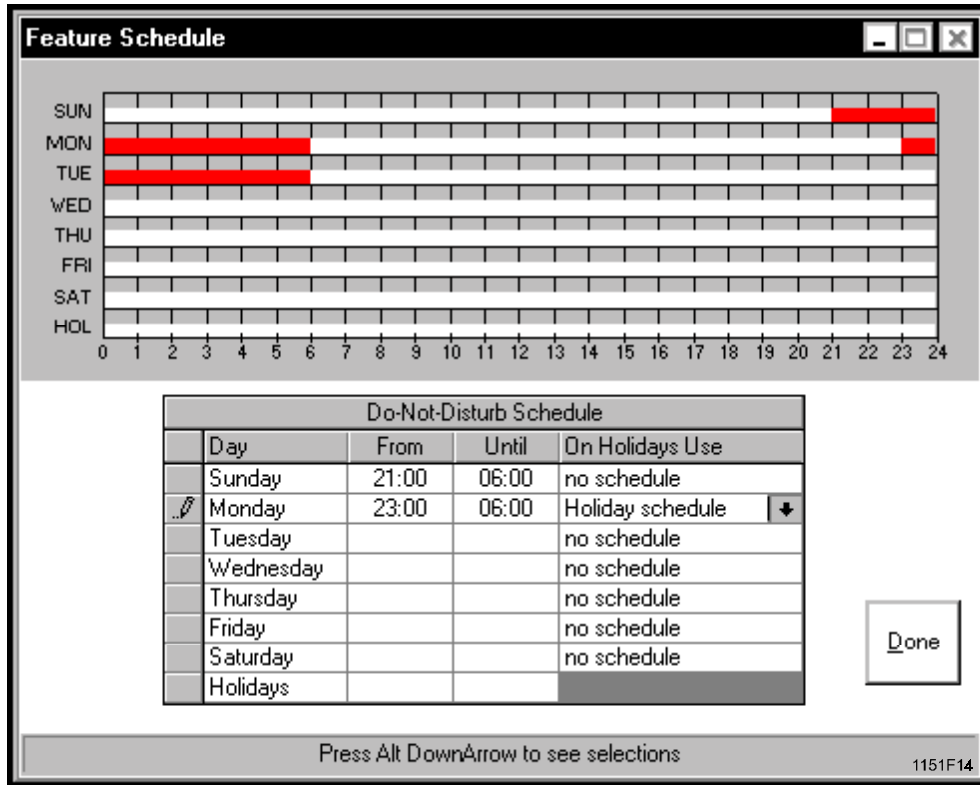 Feature Schedule
SUN
MON
TUE
WED
THU
FRI
SAT
HOL
0 1 2 3 4 5 6 7 8 9 10 11 12 13 14 15 16 17 18 19 20 21 22 23 24
Do-Not-Disturb Schedule
Day From Until On Holidays Use
Sunday 21:00 06:00 no schedule
Monday 23:00 06:00 Holiday schedule
Tuesday no schedule
Wednesday no schedule
Thursday no schedule
Friday no schedule
Saturday no schedule
Holidays
Done
Press Alt DownArrow to see selections
1151F14